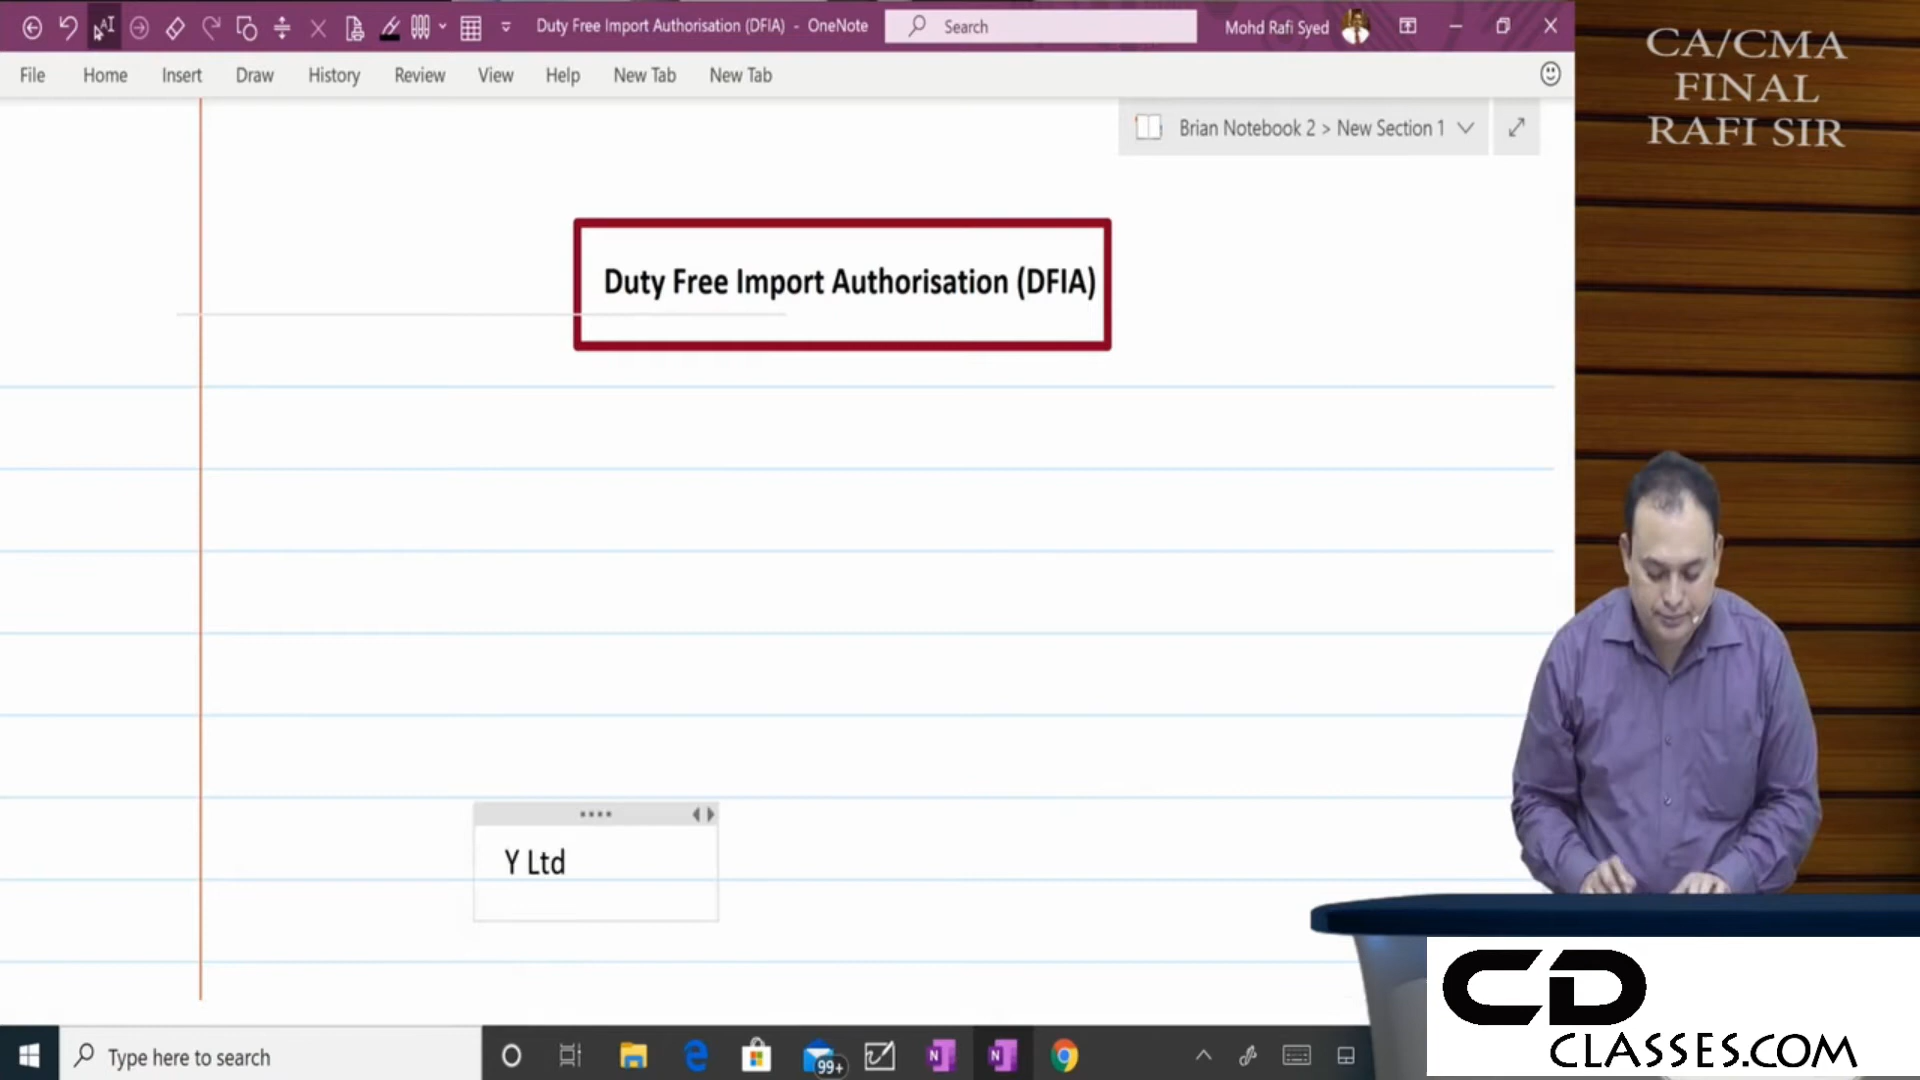 Duty Free Import Authorisation (DFIA) - OneNote
Search
Mohd Rafi Syed
File Home Insert Draw History Review View Help New Tab New Tab
Brian Notebook 2 > New Section 1
Duty Free Import Authorisation (DFIA)
Y Ltd
CA/CMA
FINAL
RAFI SIR
Type here to search
99+
CD
CLASSES.COM